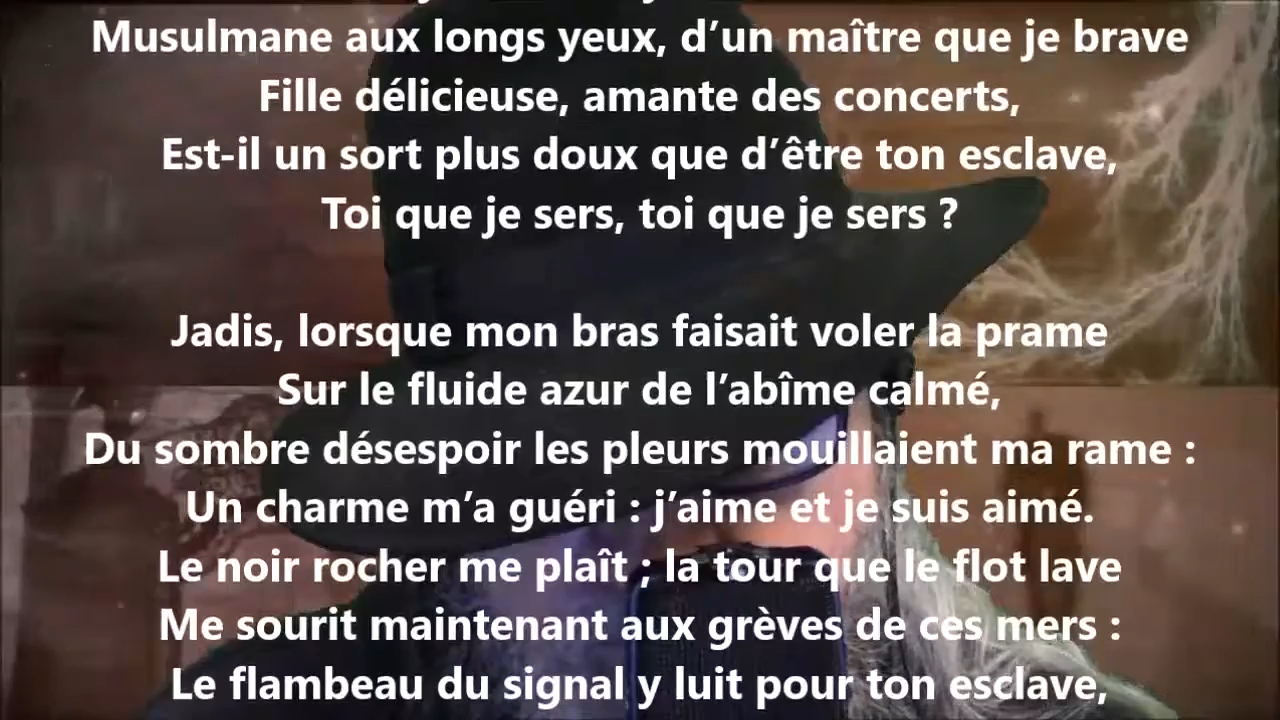 Musulmane aux longs yeux, d’un maître que je brave
Fille délicieuse, amante des concerts,
Est-il un sort plus doux que d’être ton esclave,
Toi que je sers, toi que je sers ?
Jadis, lorsque mon bras faisait voler la prame
Sur le fluide azur de l’abîme calmé,
Du sombre désespoir les pleurs mouillaient ma rame :
Un charme m’a guéri : j’aime et je suis aimé.
Le noir rocher me plaît ; la tour que le flot lave
Me sourit maintenant aux grèves de ces mers :
Le flambeau du signal y luit pour ton esclave,